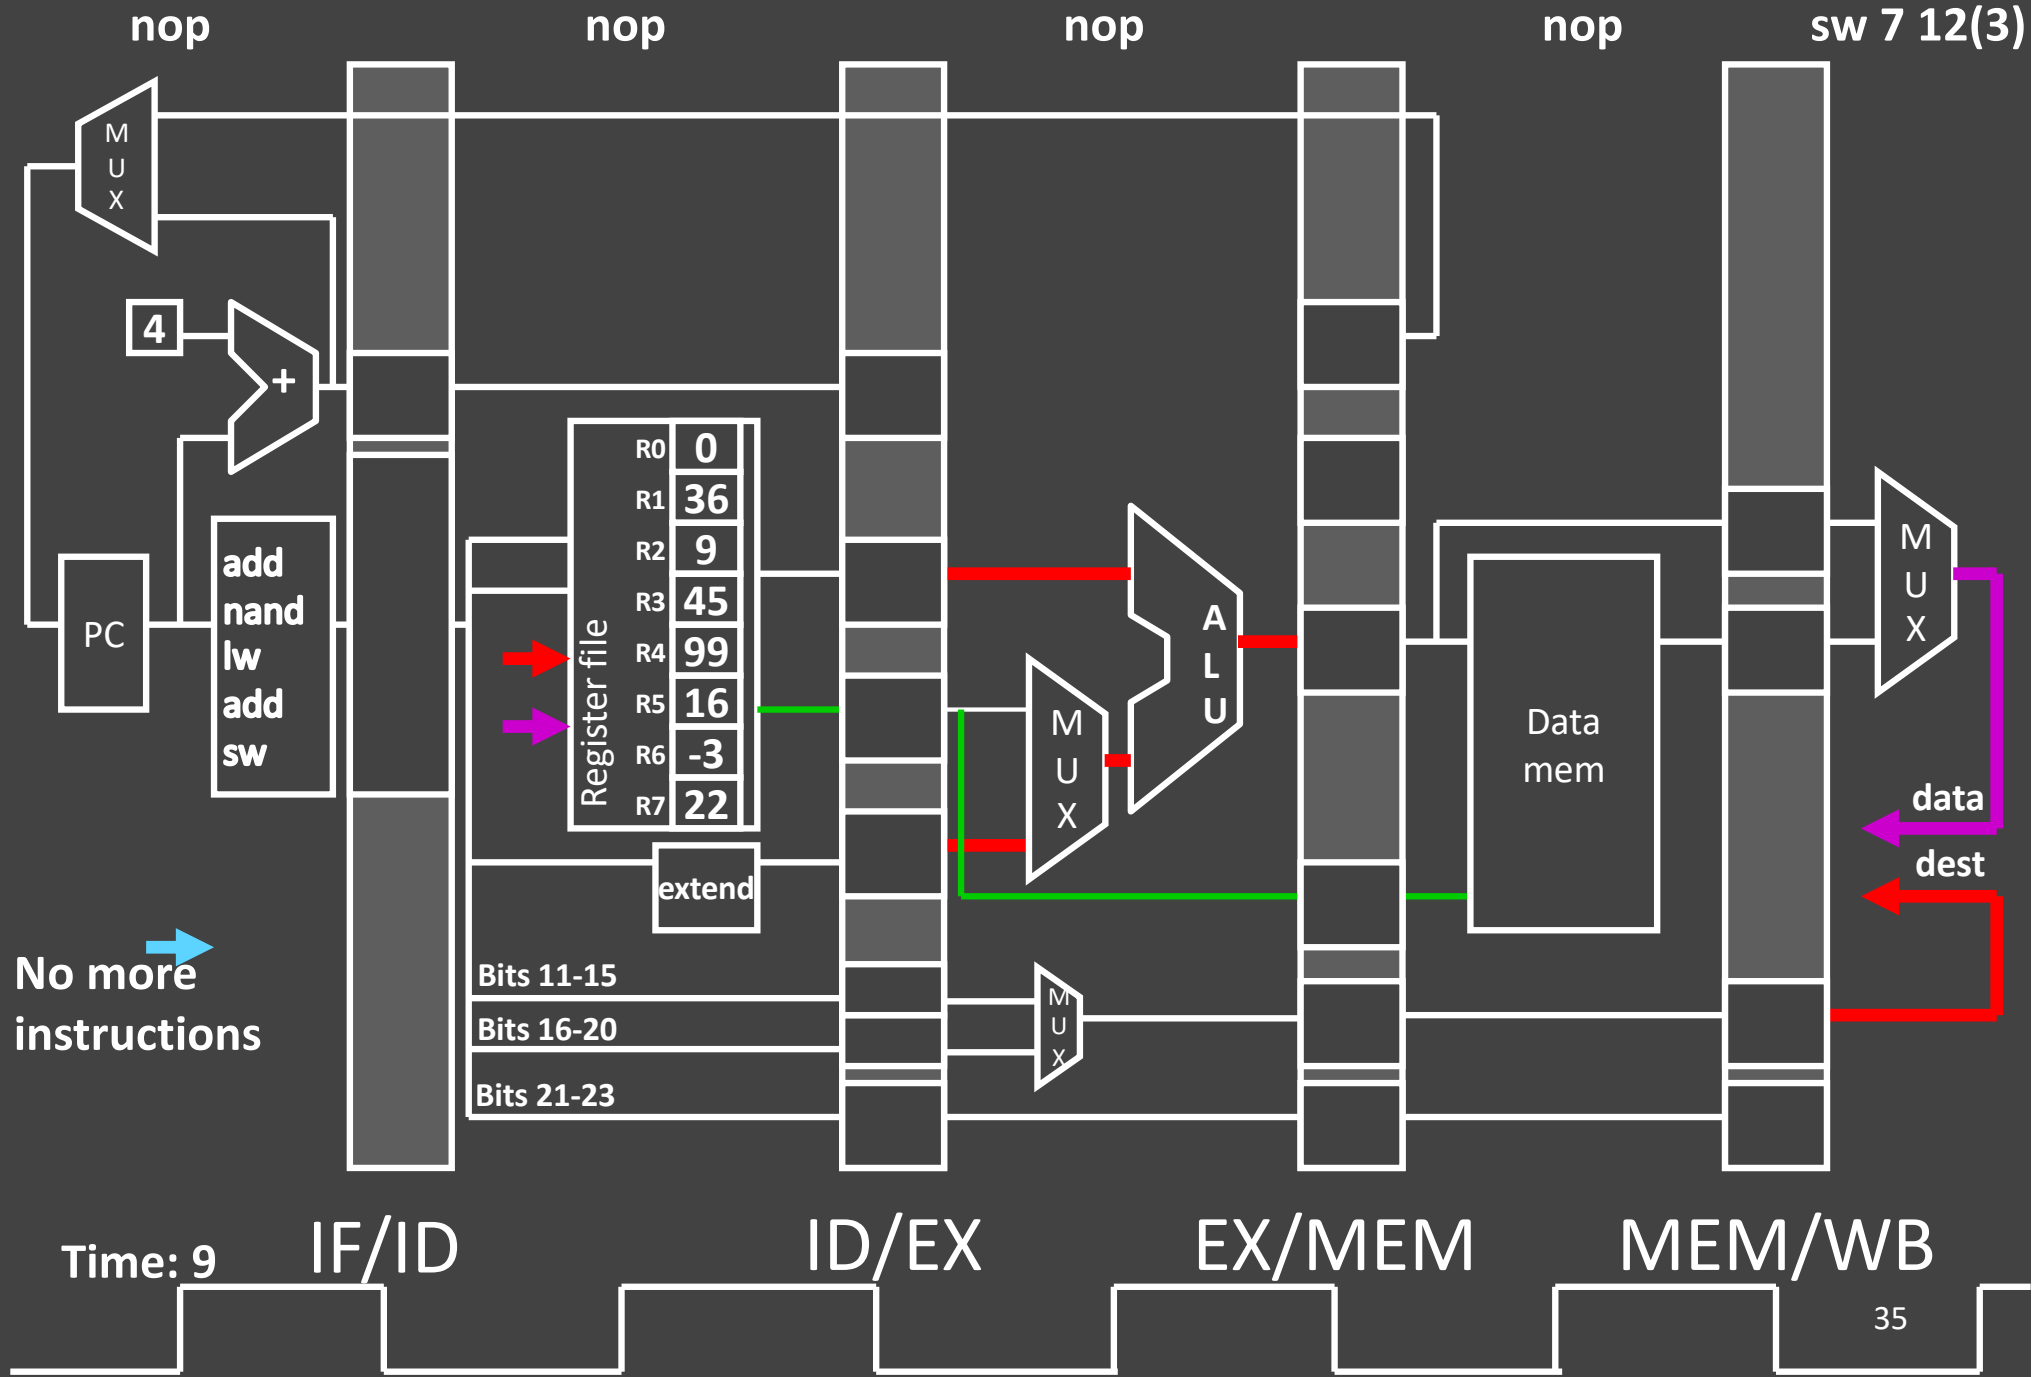 nop nop nop nop sw 7 12(3)
M
U
X
4
+
PC
add
nand
lw
add
sw
Register file
R0 0
R1 36
R2 9
R3 45
R4 99
R5 16
R6 -3
R7 22
extend
M
U
X
A
L
U
Data
mem
M
U
X
data
dest
No more
instructions
Bits 11-15
Bits 16-20
Bits 21-23
M
U
X
Time: 9
IF/ID ID/EX EX/MEM MEM/WB
35